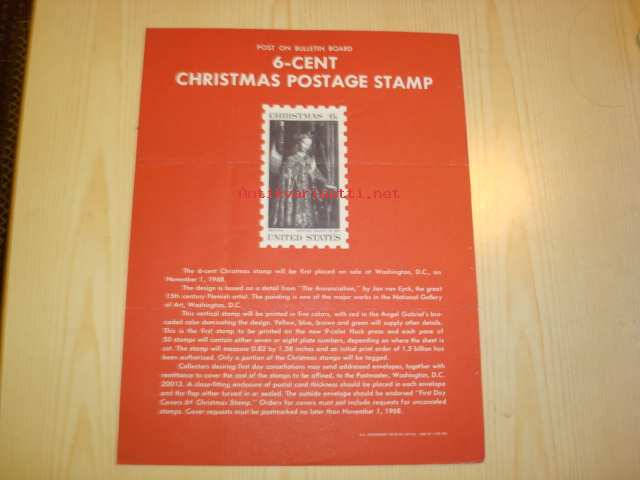 POST ON BULLETIN BOARD
6-CENT
CHRISTMAS POSTAGE STAMP
CHRISTMAS 6c
Antikvariaatti.net
UNITED STATES
The 6-cent Christmas stamp will be first placed on sale at Washington, D.C., on
November 1, 1968.
The design is based on a detail from "The Annunciation," by Jan van Eyck, the great
15th century Flemish artist. The painting is one of the major works in the National Gallery
of Art, Washington, D.C.
This vertical stamp will be printed in five colors, with red in the Angel Gabriel's bro-
caded robe dominating the design. Yellow, blue, brown and green will supply other details.
This is the first stamp to be printed on the new 9-color Huck press and each pane of
50 stamps will contain either seven or eight plate numbers, depending on where the sheet is
cut. The stamp will measure 0.82 by 1.56 inches and an initial print order of 1.3 billion has
been authorized. Only a portion of the Christmas stamps will be tagged.
Collectors desiring first day cancellations may send addressed envelopes, together with
remittance to cover the cost of the stamps to be affixed, to the Postmaster, Washington, D.C.
20013. A close-fitting enclosure of postal card thickness should be placed in each envelope
and the flap either turned in or sealed. The outside envelope should be endorsed "First Day
Covers 6¢ Christmas Stamp." Orders for covers must not include requests for uncanceled
stamps. Cover requests must be postmarked no later than November 1, 1968.